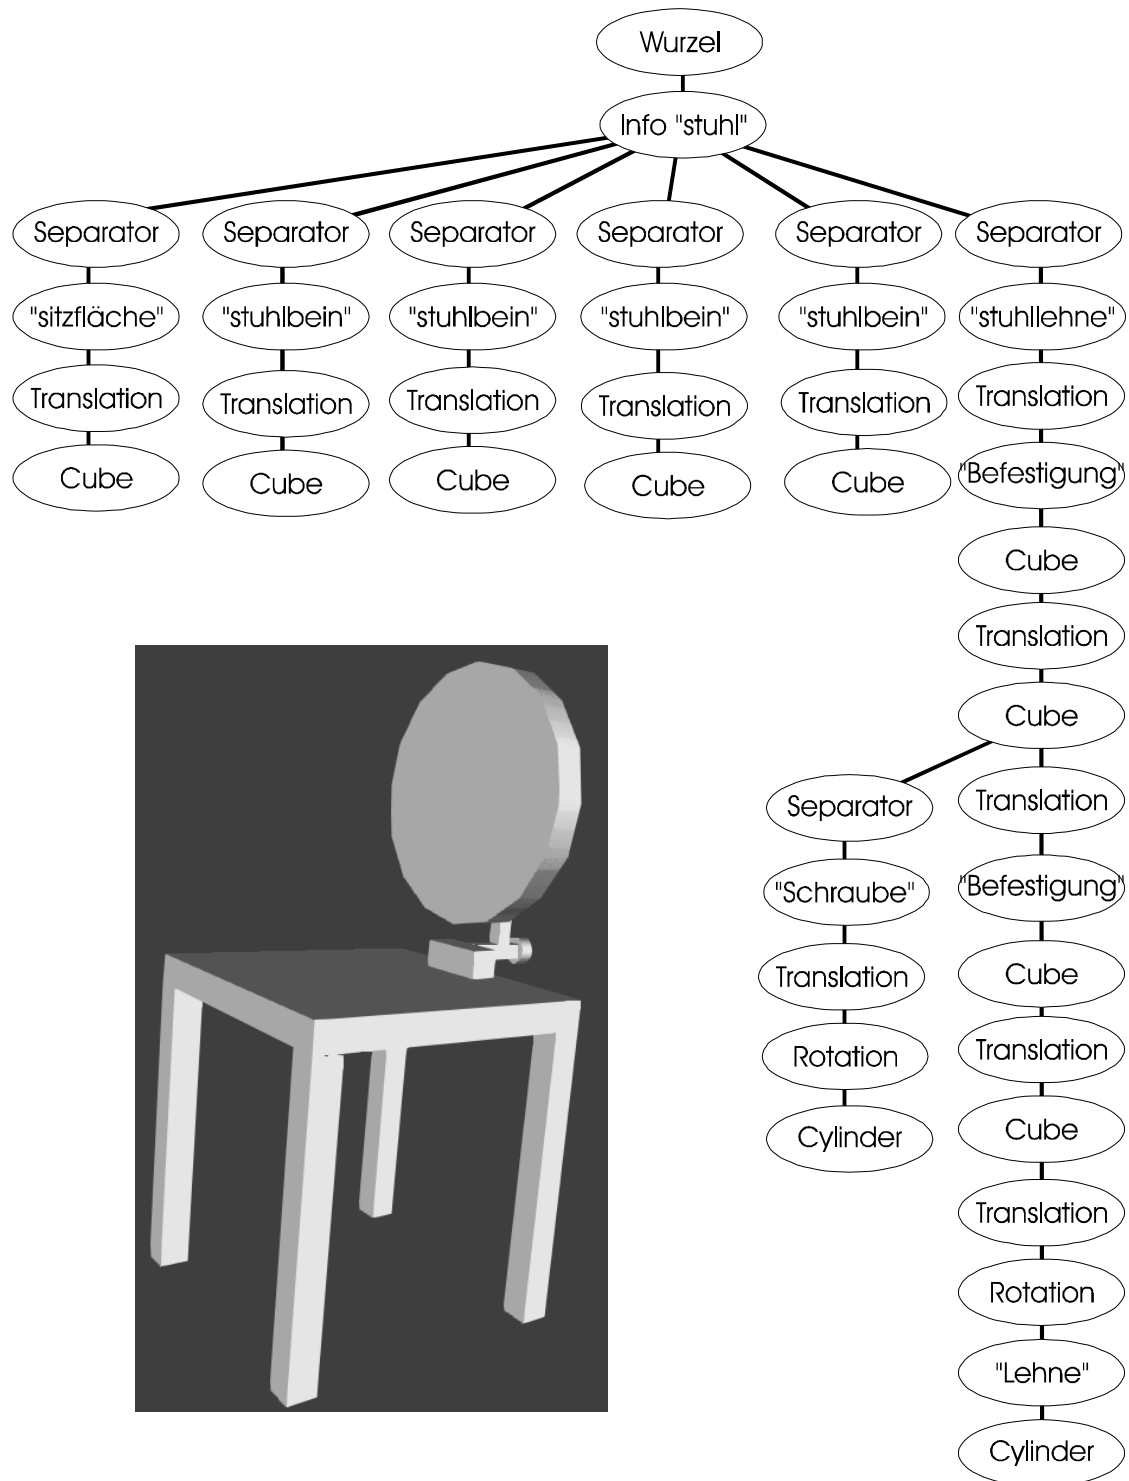 Wurzel
Info "stuhl"
Separator Separator Separator Separator Separator Separator
"sitzfläche" "stuhlbein" "stuhlbein" "stuhlbein" "stuhlbein" "stuhllehne"
Translation Translation Translation Translation Translation Translation
Cube Cube Cube Cube Cube "Befestigung"
Cube
Translation
Cube
Separator Translation
"Schraube" "Befestigung"
Translation Cube
Rotation Translation
Cylinder Cube
Translation
Rotation
"Lehne"
Cylinder